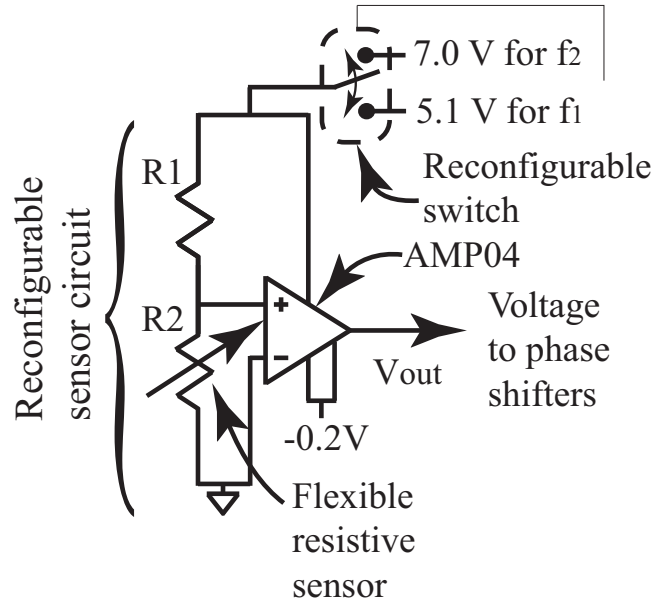 7.0 V for f2
5.1 V for f1
Reconfigurable
switch
R1
AMP04
Reconfigurable
sensor circuit
+
R2
Voltage
to phase
shifters
-
Vout
-0.2V
Flexible
resistive
sensor